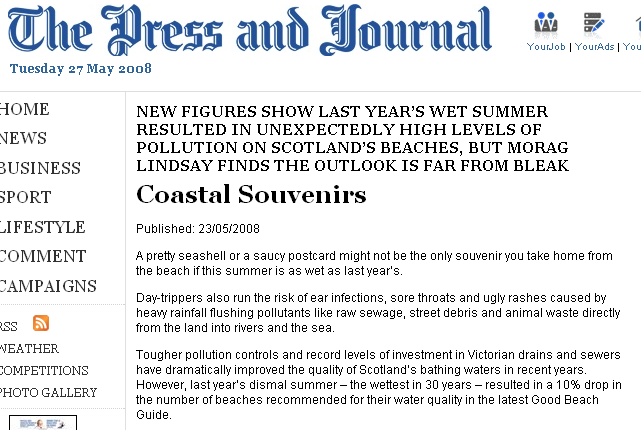 The Press and Journal
YourJob | YourAds | You
Tuesday 27 May 2008
HOME
NEWS
BUSINESS
SPORT
LIFESTYLE
COMMENT
CAMPAIGNS
RSS
WEATHER
COMPETITIONS
PHOTO GALLERY
NEW FIGURES SHOW LAST YEAR'S WET SUMMER
RESULTED IN UNEXPECTEDLY HIGH LEVELS OF
POLLUTION ON SCOTLAND'S BEACHES, BUT MORAG
LINDSAY FINDS THE OUTLOOK IS FAR FROM BLEAK
Coastal Souvenirs
Published: 23/05/2008
A pretty seashell or a saucy postcard might not be the only souvenir you take home from
the beach if this summer is as wet as last year's.
Day-trippers also run the risk of ear infections, sore throats and ugly rashes caused by
heavy rainfall flushing pollutants like raw sewage, street debris and animal waste directly
from the land into rivers and the sea.
Tougher pollution controls and record levels of investment in Victorian drains and sewers
have dramatically improved the quality of Scotland's bathing waters in recent years.
However, last year's dismal summer – the wettest in 30 years – resulted in a 10% drop in
the number of beaches recommended for their water quality in the latest Good Beach
Guide.